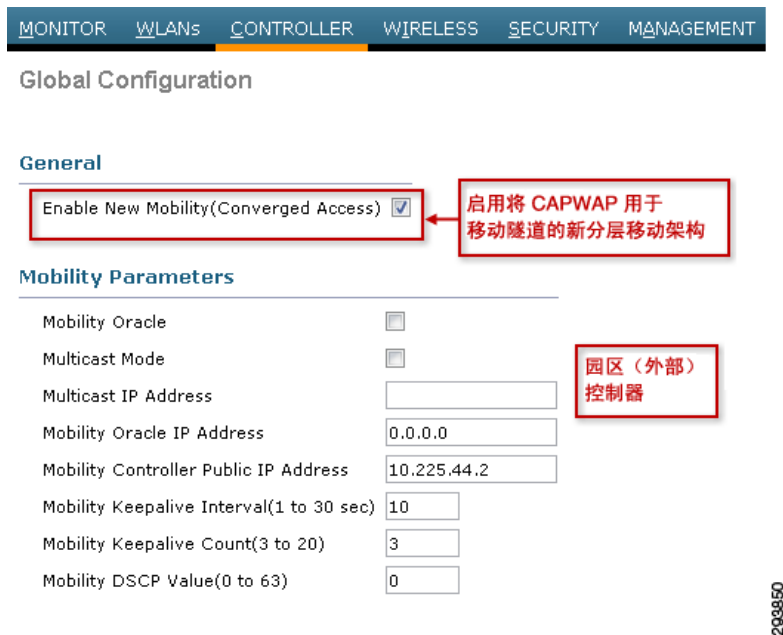 MONITOR WLANs CONTROLLER WIRELESS SECURITY MANAGEMENT
Global Configuration
General
Enable New Mobility(Converged Access)
启用将 CAPWAP 用于
移动隧道的新分层移动架构
Mobility Parameters
Mobility Oracle
Multicast Mode
园区（外部）
控制器
Multicast IP Address
Mobility Oracle IP Address 0.0.0.0
Mobility Controller Public IP Address 10.225.44.2
Mobility Keepalive Interval(1 to 30 sec) 10
Mobility Keepalive Count(3 to 20) 3
Mobility DSCP Value(0 to 63) 0
293850